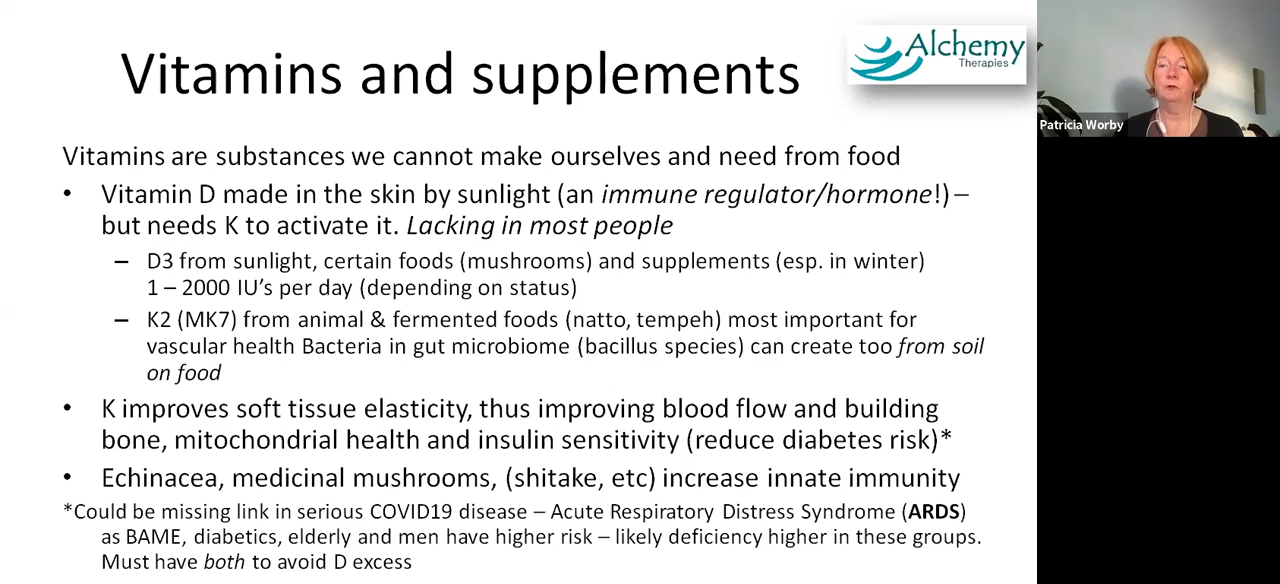 Vitamins and supplements
Alchemy
Therapies
Patricia Worby
Vitamins are substances we cannot make ourselves and need from food
• Vitamin D made in the skin by sunlight (an immune regulator/hormone!) –
but needs K to activate it. Lacking in most people
– D3 from sunlight, certain foods (mushrooms) and supplements (esp. in winter)
1 – 2000 IU's per day (depending on status)
– K2 (MK7) from animal & fermented foods (natto, tempeh) most important for
vascular health Bacteria in gut microbiome (bacillus species) can create too from soil
on food
• K improves soft tissue elasticity, thus improving blood flow and building
bone, mitochondrial health and insulin sensitivity (reduce diabetes risk)*
• Echinacea, medicinal mushrooms, (shitake, etc) increase innate immunity
*Could be missing link in serious COVID19 disease – Acute Respiratory Distress Syndrome (ARDS)
as BAME, diabetics, elderly and men have higher risk – likely deficiency higher in these groups.
Must have both to avoid D excess